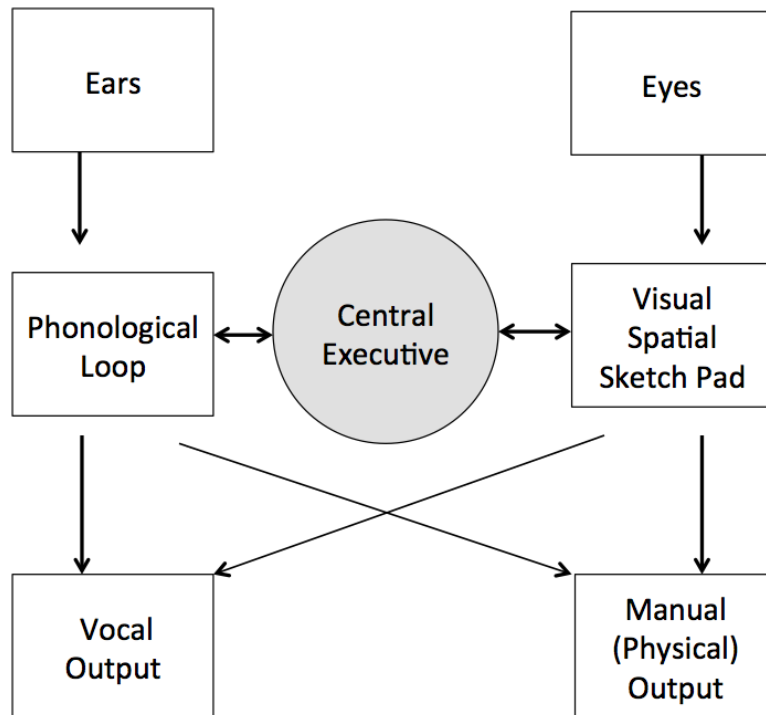 Ears
Eyes
Phonological
Loop
Central
Executive
Visual
Spatial
Sketch Pad
Vocal
Output
Manual
(Physical)
Output